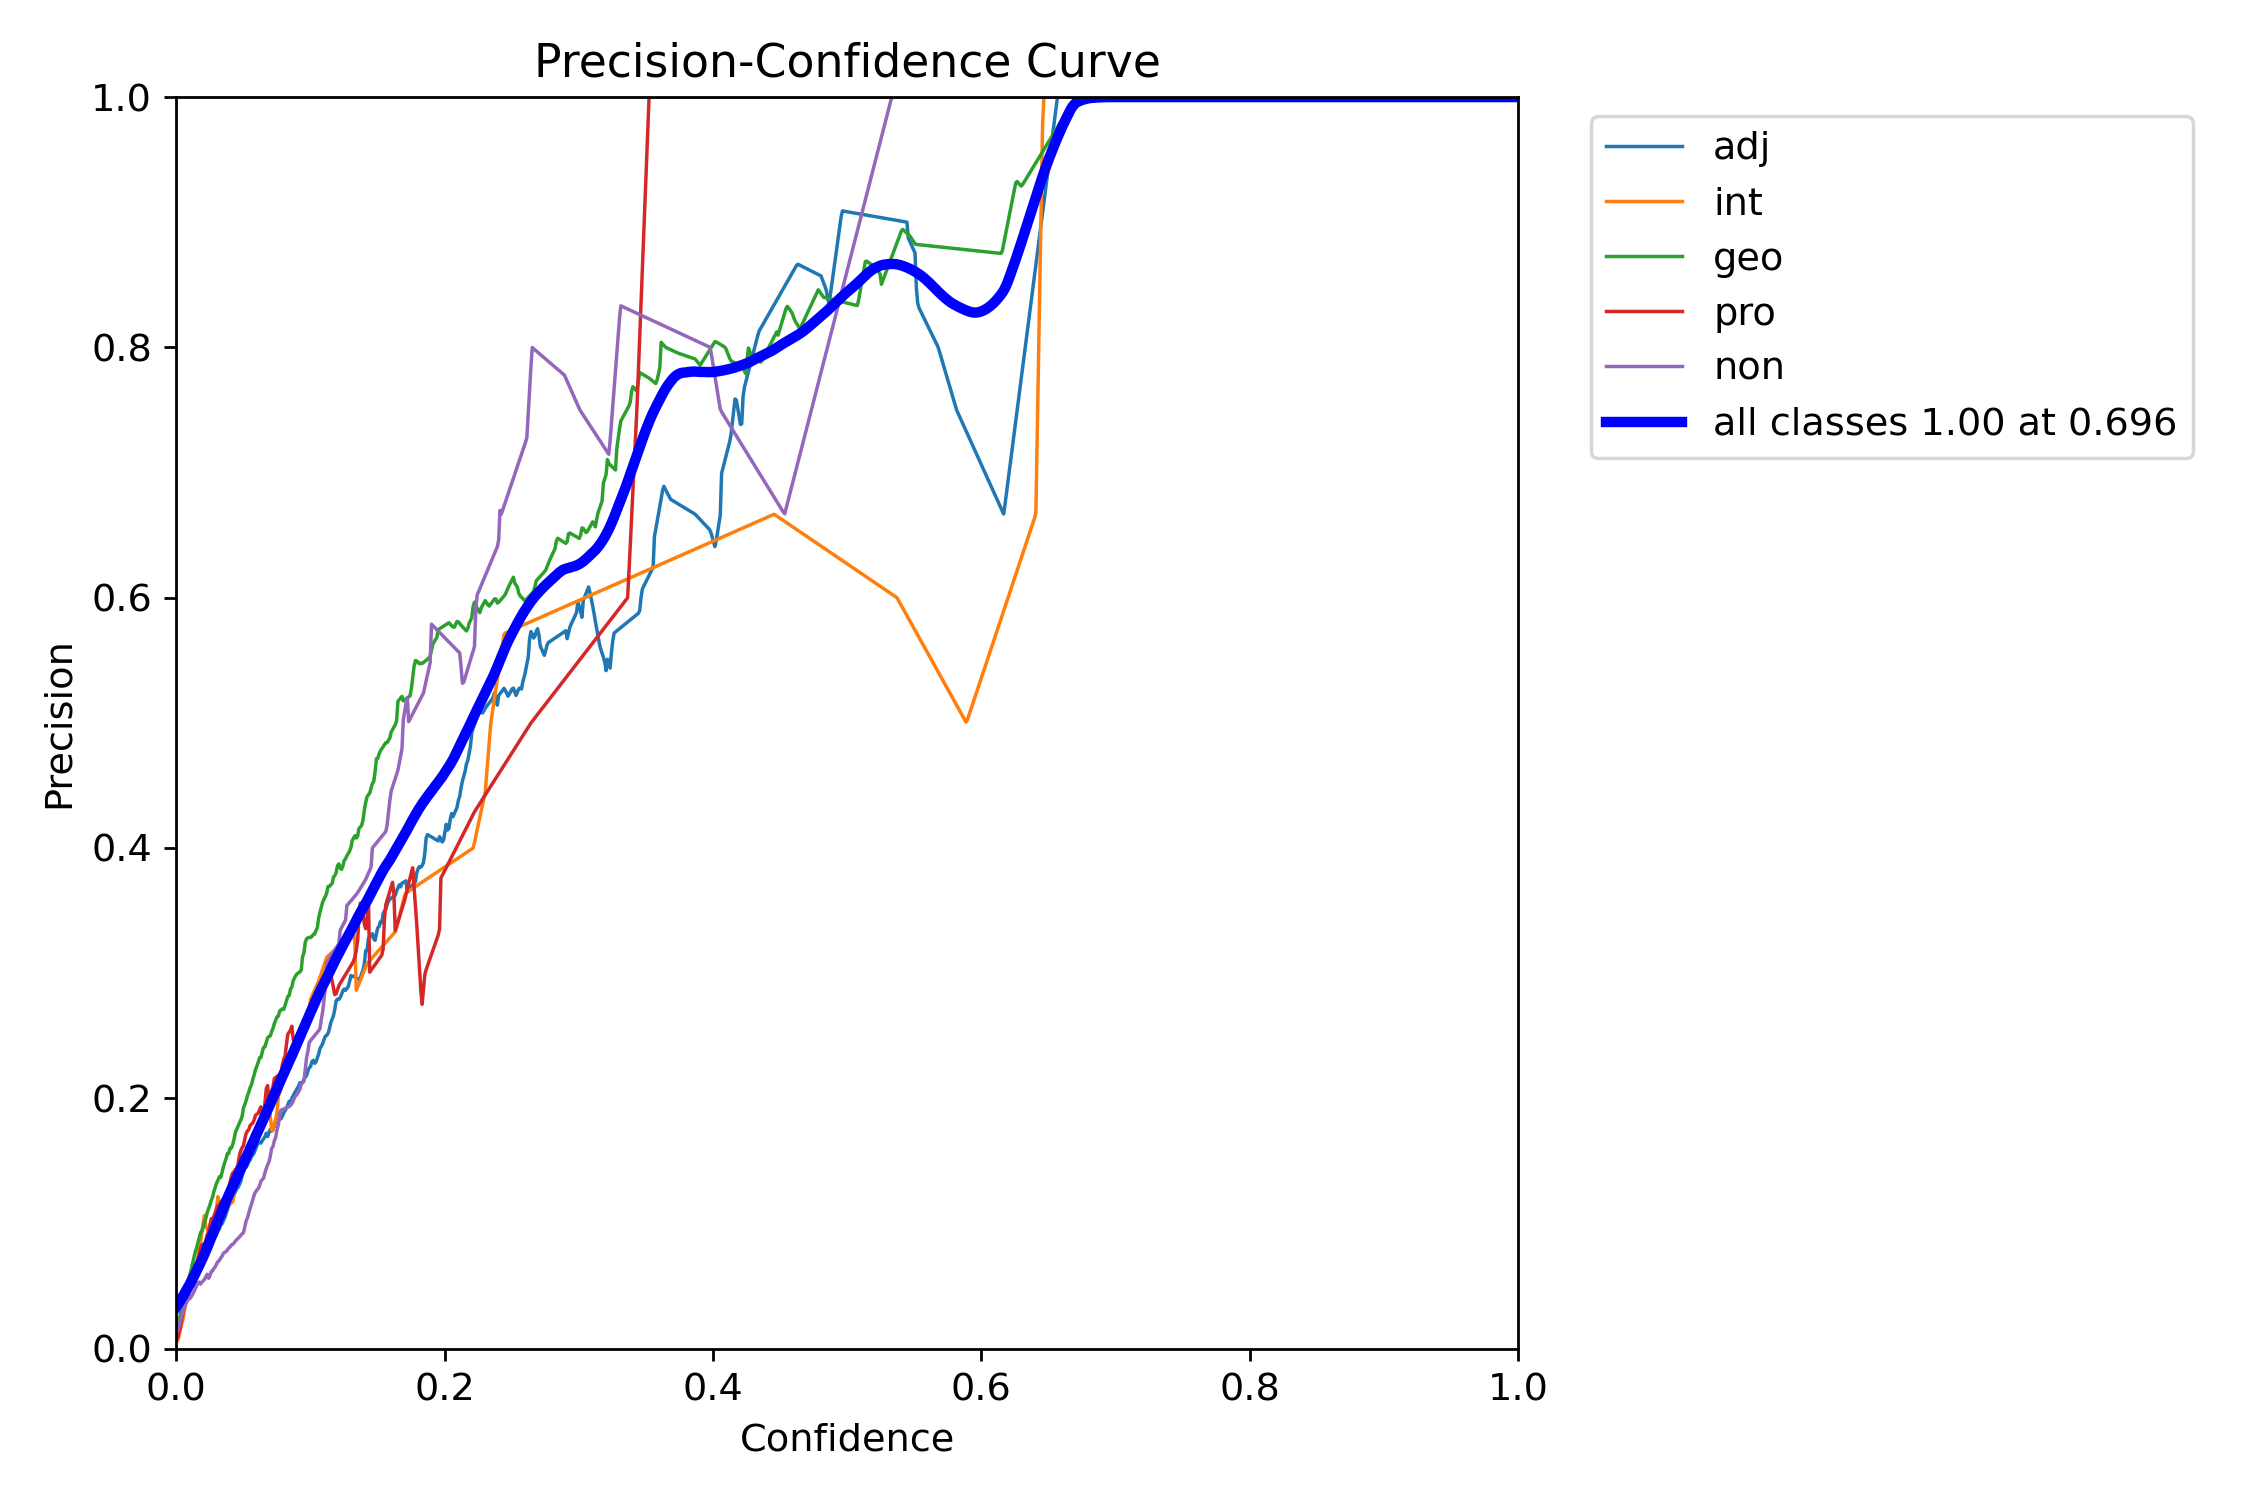 Precision-Confidence Curve
1.0
0.8
0.6
0.4
0.2
0.0
Precision
0.0 0.2 0.4 0.6 0.8 1.0
Confidence
adj
int
geo
pro
non
all classes 1.00 at 0.696